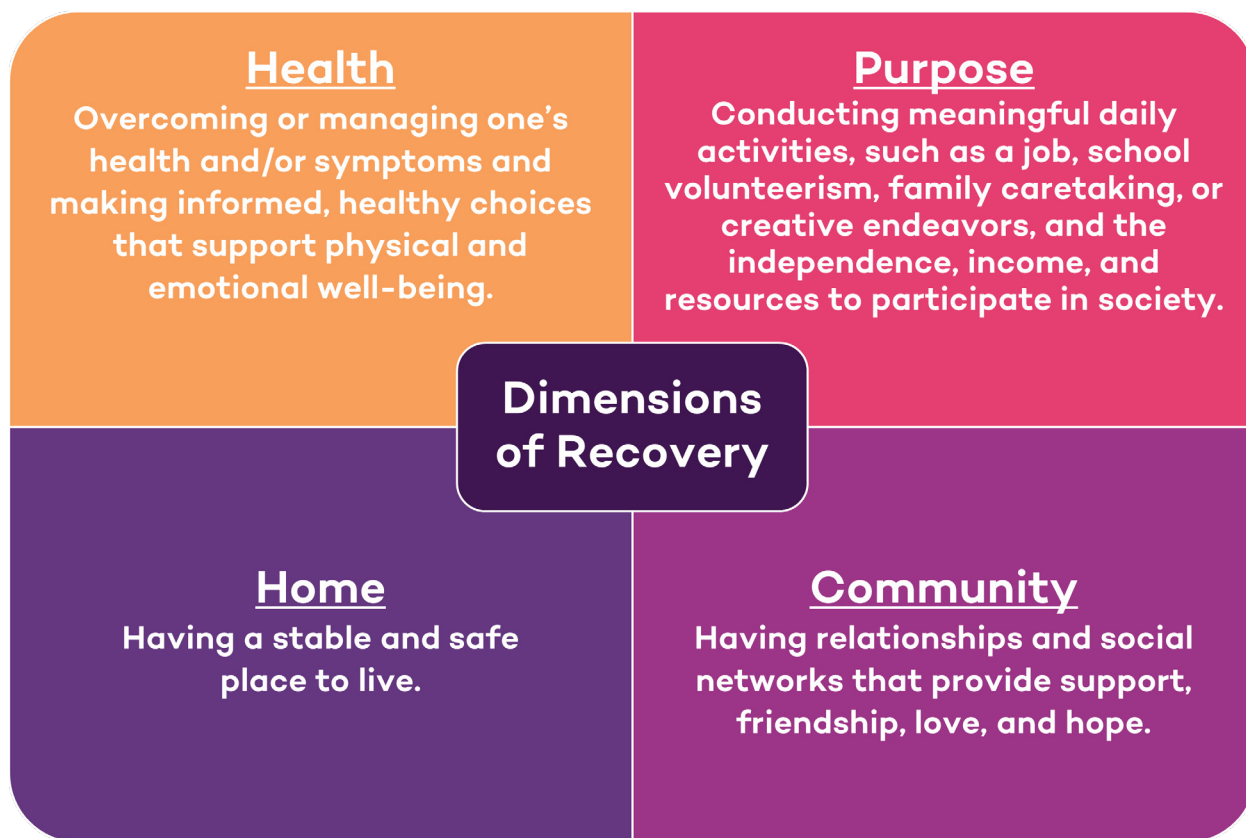 Health
Overcoming or managing one's
health and/or symptoms and
making informed, healthy choices
that support physical and
emotional well-being.
Purpose
Conducting meaningful daily
activities, such as a job, school
volunteerism, family caretaking, or
creative endeavors, and the
independence, income, and
resources to participate in society.
Dimensions
of Recovery
Home
Having a stable and safe
place to live.
Community
Having relationships and social
networks that provide support,
friendship, love, and hope.